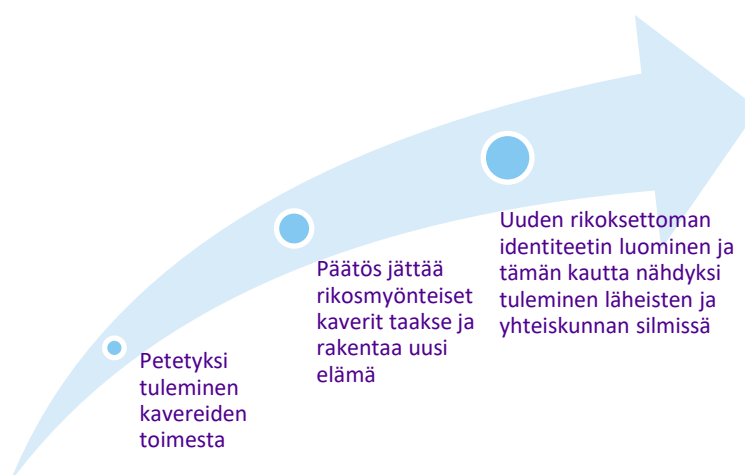 Petetyksi
tuleminen
kavereiden
toimesta
Päätös jättää
rikosmyönteiset
kaverit taakse ja
rakentaa uusi
elämä
Uuden rikoksettoman
identiteetin luominen ja
tämän kautta nähdyksi
tuleminen läheisten ja
yhteiskunnan silmissä